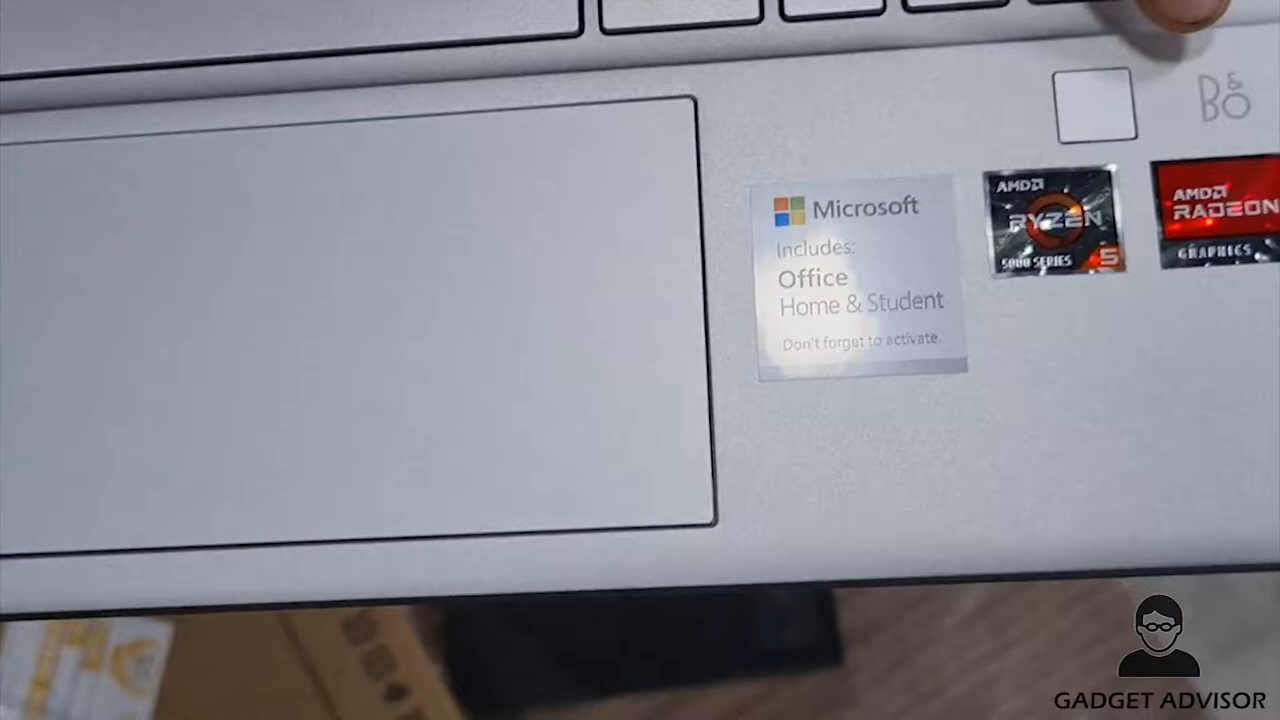 B&O
Microsoft
Includes:
Office
Home & Student
Don't forget to activate.
AMD
RYZEN
5000 SERIES 5
AMD
RADEON
GRAPHICS
GADGET ADVISOR